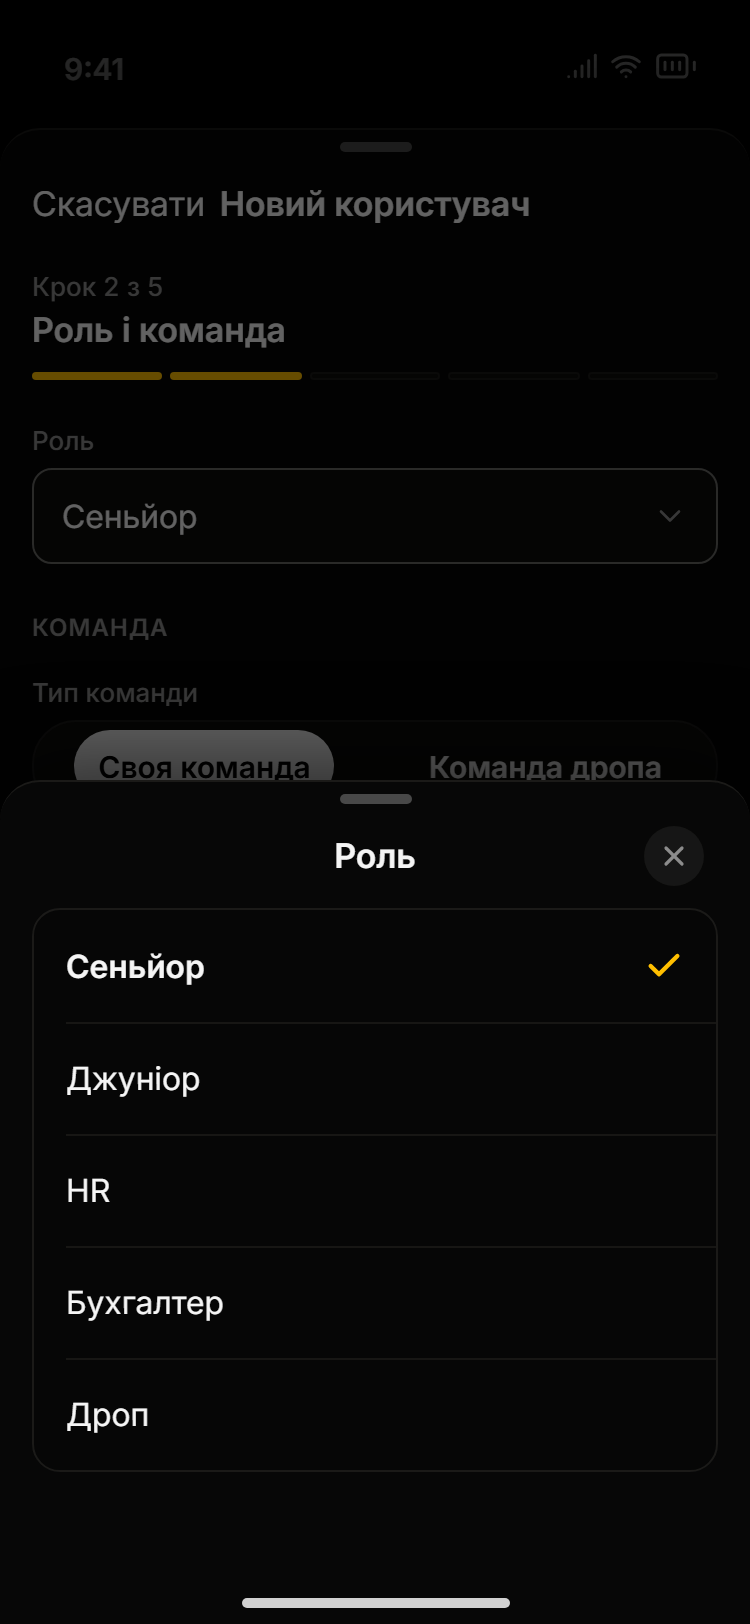 9:41
Скасувати Новий користувач
Крок 2 з 5
Роль і команда
Роль
Сеньйор
КОМАНДА
Тип команди
Своя команда Команда дропа
Роль
Сеньйор
Джуніор
HR
Бухгалтер
Дроп